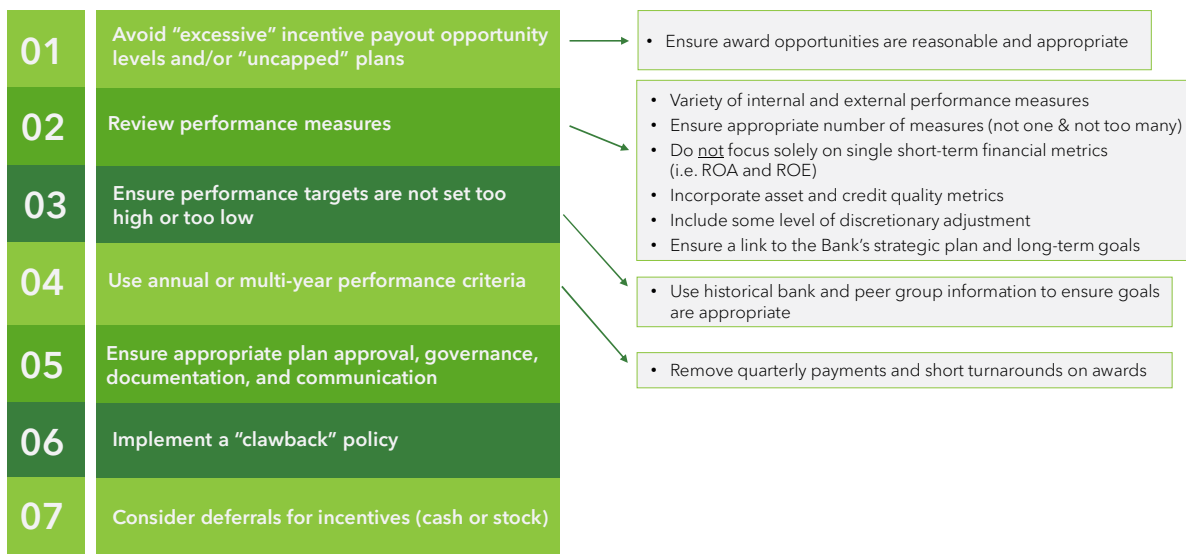 01
Avoid “excessive” incentive payout opportunity
levels and/or “uncapped” plans
• Ensure award opportunities are reasonable and appropriate
02
Review performance measures
• Variety of internal and external performance measures
• Ensure appropriate number of measures (not one & not too many)
• Do not focus solely on single short-term financial metrics
(i.e. ROA and ROE)
• Incorporate asset and credit quality metrics
• Include some level of discretionary adjustment
• Ensure a link to the Bank’s strategic plan and long-term goals
03
Ensure performance targets are not set too
high or too low
• Use historical bank and peer group information to ensure goals
are appropriate
04
Use annual or multi-year performance criteria
• Remove quarterly payments and short turnarounds on awards
05
Ensure appropriate plan approval, governance,
documentation, and communication
06
Implement a “clawback” policy
07
Consider deferrals for incentives (cash or stock)